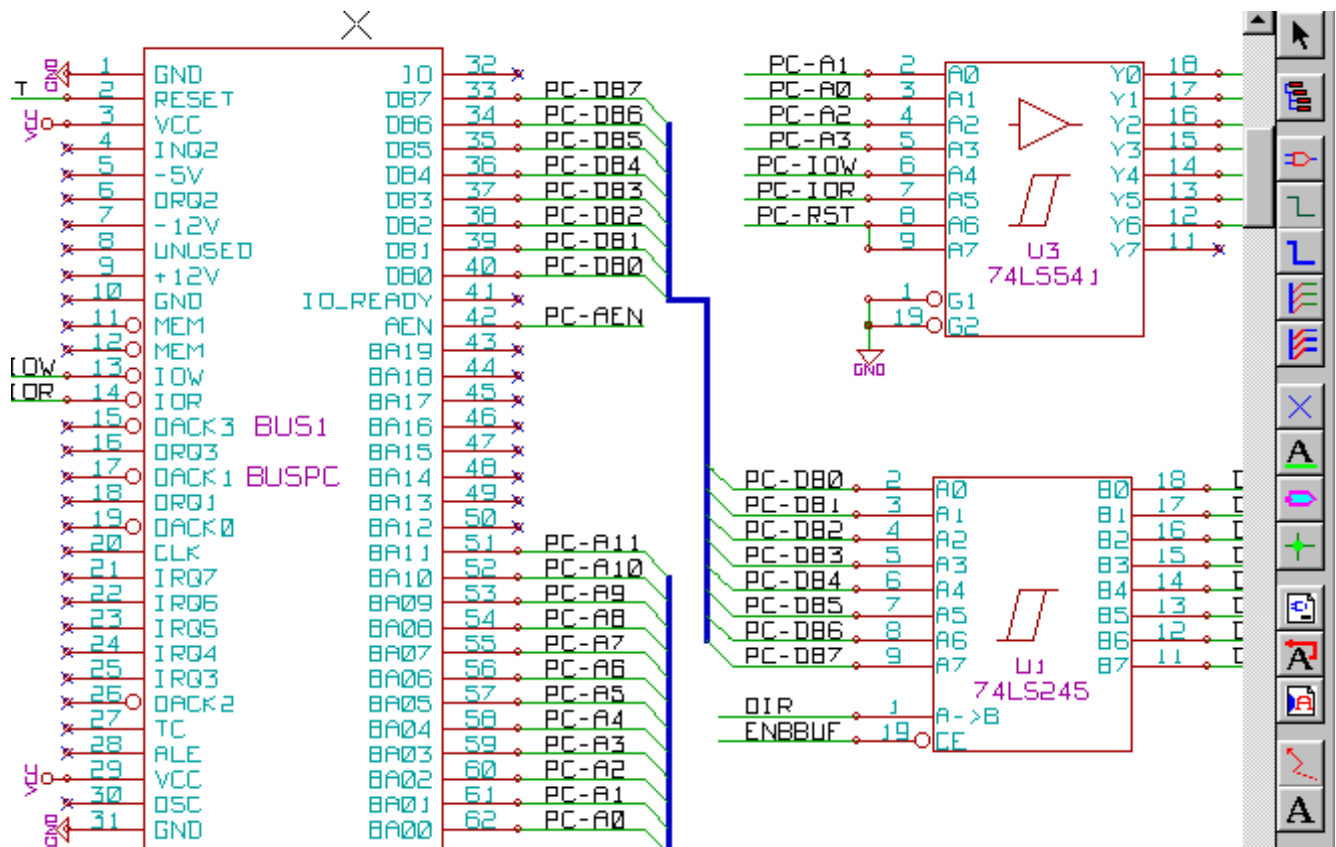 GND 1 GND IO 32
T 2 RESET DB7 33 PC-DB7
VCC 3 VCC DB6 34 PC-DB6
4 INQ2 DB5 35 PC-DB5
5 -5V DB4 36 PC-DB4
6 DRQ2 DB3 37 PC-DB3
7 -12V DB2 38 PC-DB2
8 UNUSED DB1 39 PC-DB1
9 +12V DB0 40 PC-DB0
10 GND IO_READY 41
11 MEM AEN 42 PC-AEN
12 MEM BA19 43
IOW 13 IOW BA18 44
IOR 14 IOR BA17 45
15 DACK3 BUS1 BA16 46
16 DRQ3 BA15 47
17 DACK1 BUSPC BA14 48
18 DRQ1 BA13 49
19 DACK0 BA12 50
20 CLK BA11 51 PC-A11
21 IRQ7 BA10 52 PC-A10
22 IRQ6 BA09 53 PC-A9
23 IRQ5 BA08 54 PC-A8
24 IRQ4 BA07 55 PC-A7
25 IRQ3 BA06 56 PC-A6
26 DACK2 BA05 57 PC-A5
27 TC BA04 58 PC-A4
28 ALE BA03 59 PC-A3
VCC 29 VCC BA02 60 PC-A2
30 OSC BA01 61 PC-A1
GND 31 GND BA00 62 PC-A0
PC-A1 2 A0 Y0 18
PC-A0 3 A1 Y1 17
PC-A2 4 A2 Y2 16
PC-A3 5 A3 Y3 15
PC-IOW 6 A4 Y4 14
PC-IOR 7 A5 Y5 13
PC-RST 8 A6 Y6 12
9 A7 Y7 11
U3
74LS541
1 G1
19 G2
GND
PC-DB0 2 A0 B0 18
PC-DB1 3 A1 B1 17
PC-DB2 4 A2 B2 16
PC-DB3 5 A3 B3 15
PC-DB4 6 A4 B4 14
PC-DB5 7 A5 B5 13
PC-DB6 8 A6 B6 12
PC-DB7 9 A7 B7 11
U1
74LS245
DIR 1 A->B
ENBBUF 19 CE
A
A
A
A